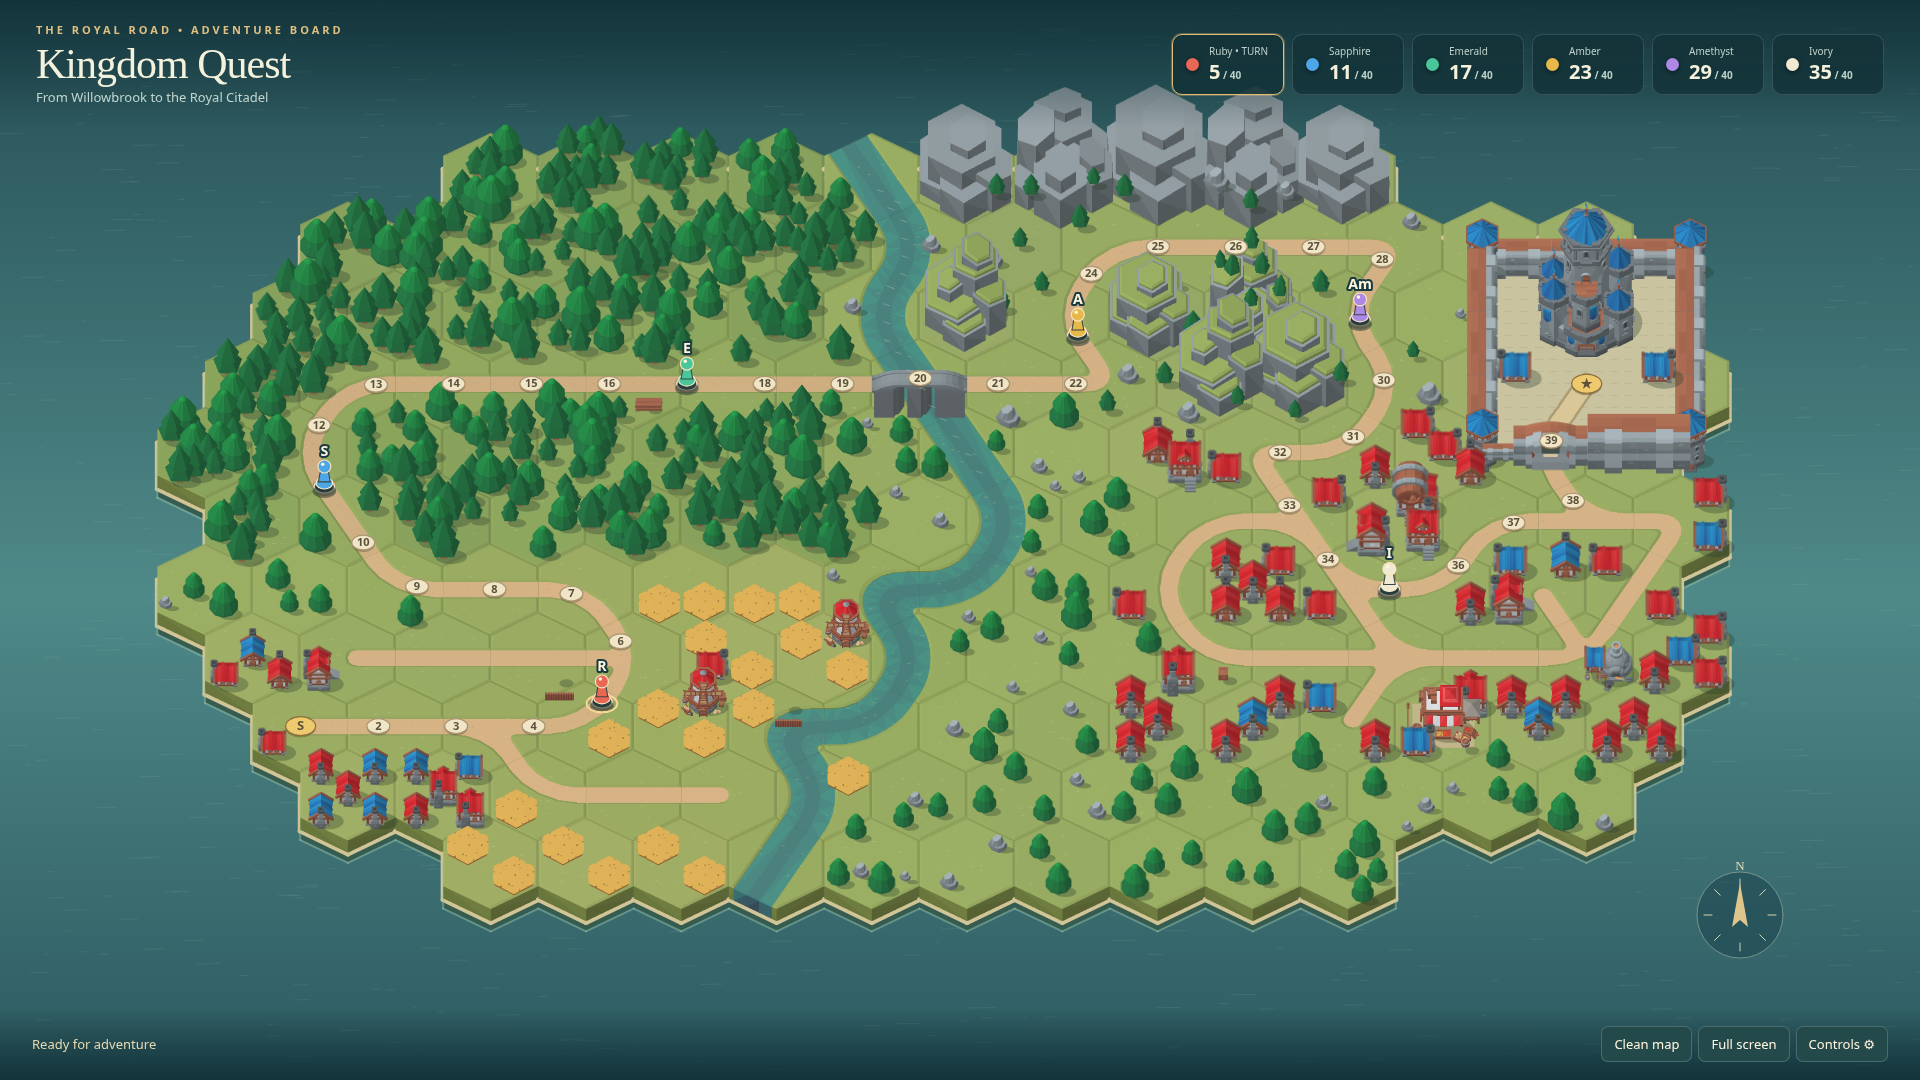 THE ROYAL ROAD • ADVENTURE BOARD
Kingdom Quest
From Willowbrook to the Royal Citadel
Ruby • TURN
5 / 40
Sapphire
11 / 40
Emerald
17 / 40
Amber
23 / 40
Amethyst
29 / 40
Ivory
35 / 40
25
26
27
28
24
Am
A
E
13
14
15
16
18
19
20
21
22
30
★
12
31
39
32
S
38
33
37
10
34
I
36
9
8
7
6
R
S
2
3
4
N
Ready for adventure
Clean map
Full screen
Controls ⚙